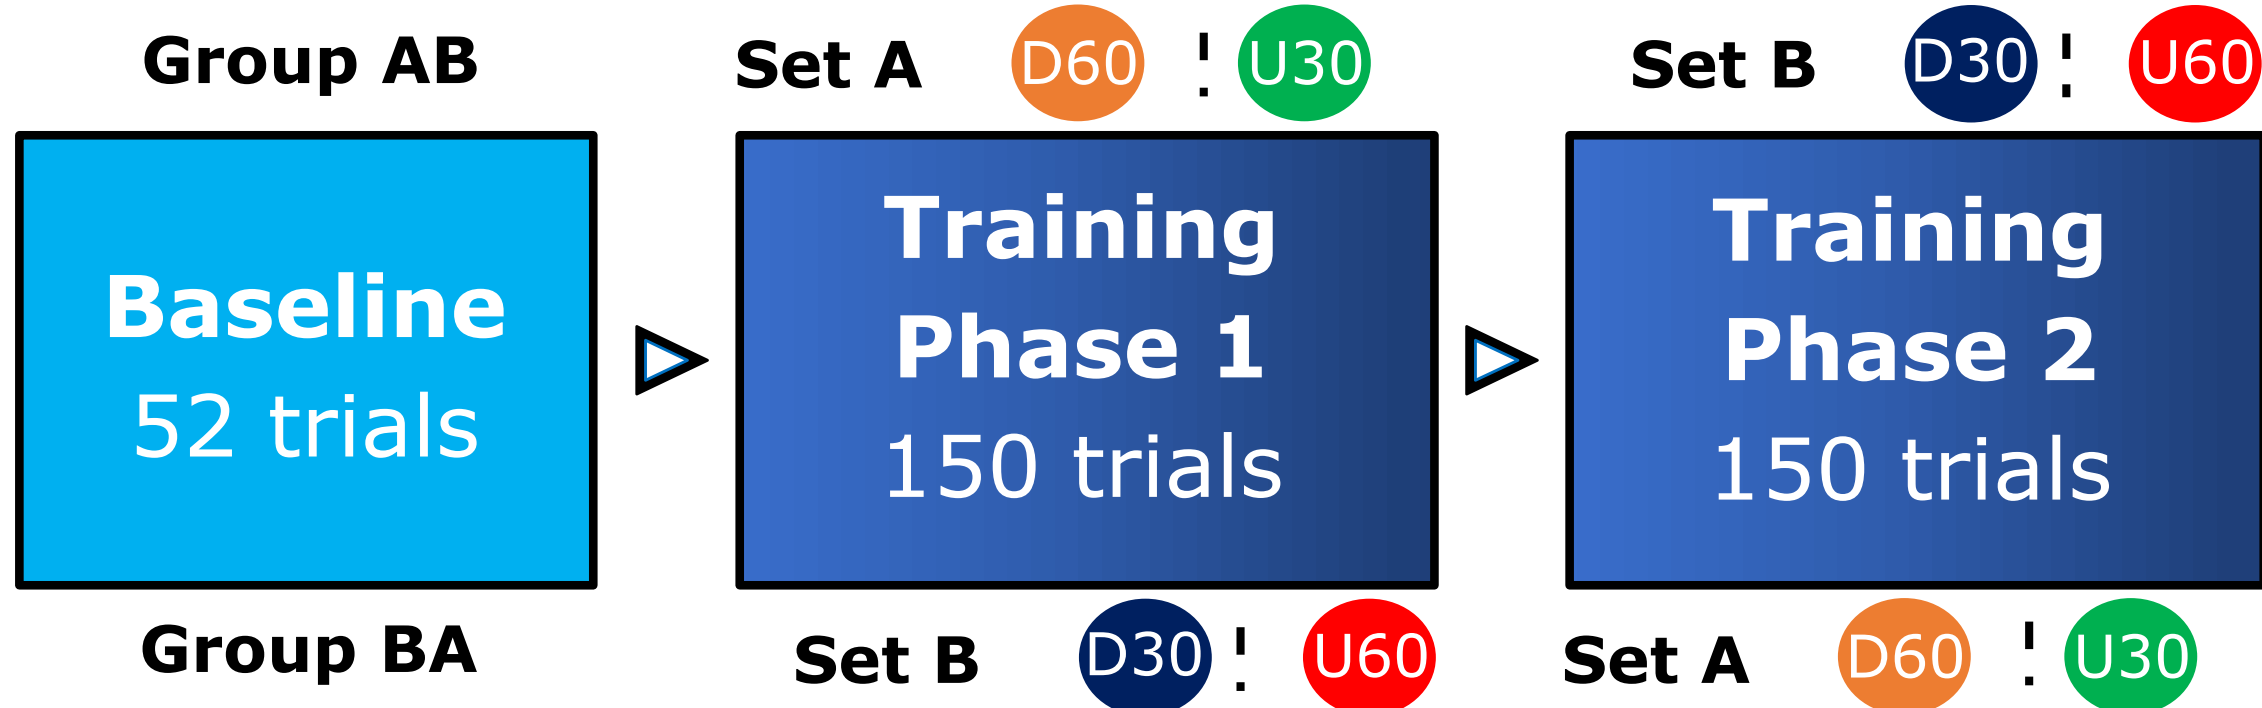 Group AB
Set A D60 ¦ U30
Set B D30 ¦ U60
Baseline
52 trials
Training
Phase 1
150 trials
Training
Phase 2
150 trials
Group BA
Set B D30 ¦ U60
Set A D60 ¦ U30